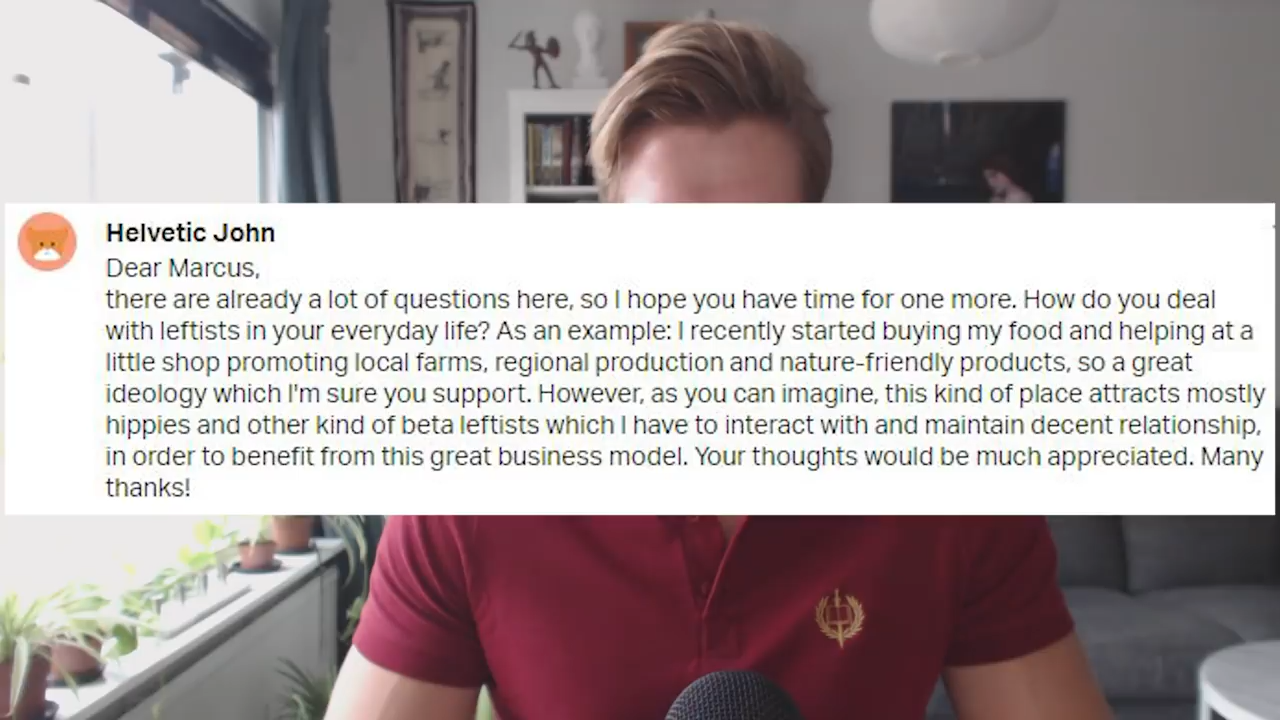 Helvetic John
Dear Marcus,
there are already a lot of questions here, so I hope you have time for one more. How do you deal
with leftists in your everyday life? As an example: I recently started buying my food and helping at a
little shop promoting local farms, regional production and nature-friendly products, so a great
ideology which I'm sure you support. However, as you can imagine, this kind of place attracts mostly
hippies and other kind of beta leftists which I have to interact with and maintain decent relationship,
in order to benefit from this great business model. Your thoughts would be much appreciated. Many
thanks!